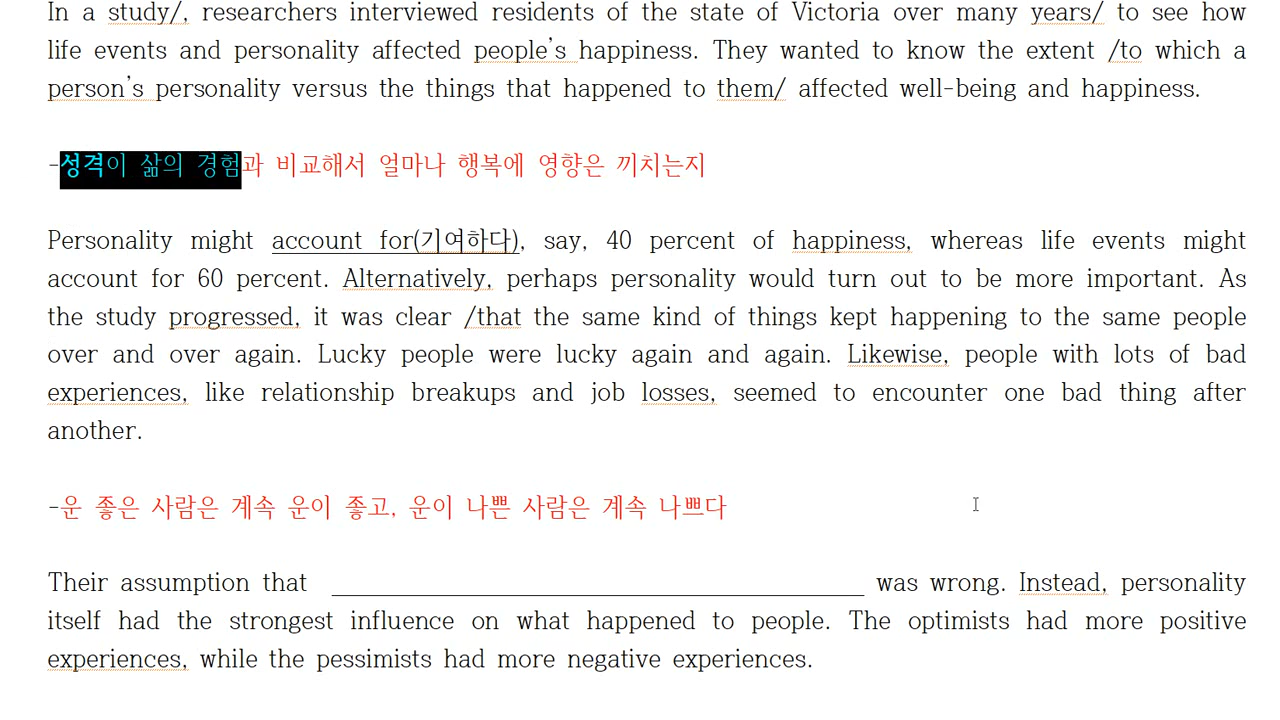 In a study/, researchers interviewed residents of the state of Victoria over many years/ to see how
life events and personality affected people's happiness. They wanted to know the extent /to which a
person's personality versus the things that happened to them/ affected well-being and happiness.
-성격이 삶의 경험과 비교해서 얼마나 행복에 영향은 끼치는지
Personality might account for(기여하다), say, 40 percent of happiness, whereas life events might
account for 60 percent. Alternatively, perhaps personality would turn out to be more important. As
the study progressed, it was clear /that the same kind of things kept happening to the same people
over and over again. Lucky people were lucky again and again. Likewise, people with lots of bad
experiences, like relationship breakups and job losses, seemed to encounter one bad thing after
another.
-운 좋은 사람은 계속 운이 좋고, 운이 나쁜 사람은 계속 나쁘다
Their assumption that ______________________________ was wrong. Instead, personality
itself had the strongest influence on what happened to people. The optimists had more positive
experiences, while the pessimists had more negative experiences.